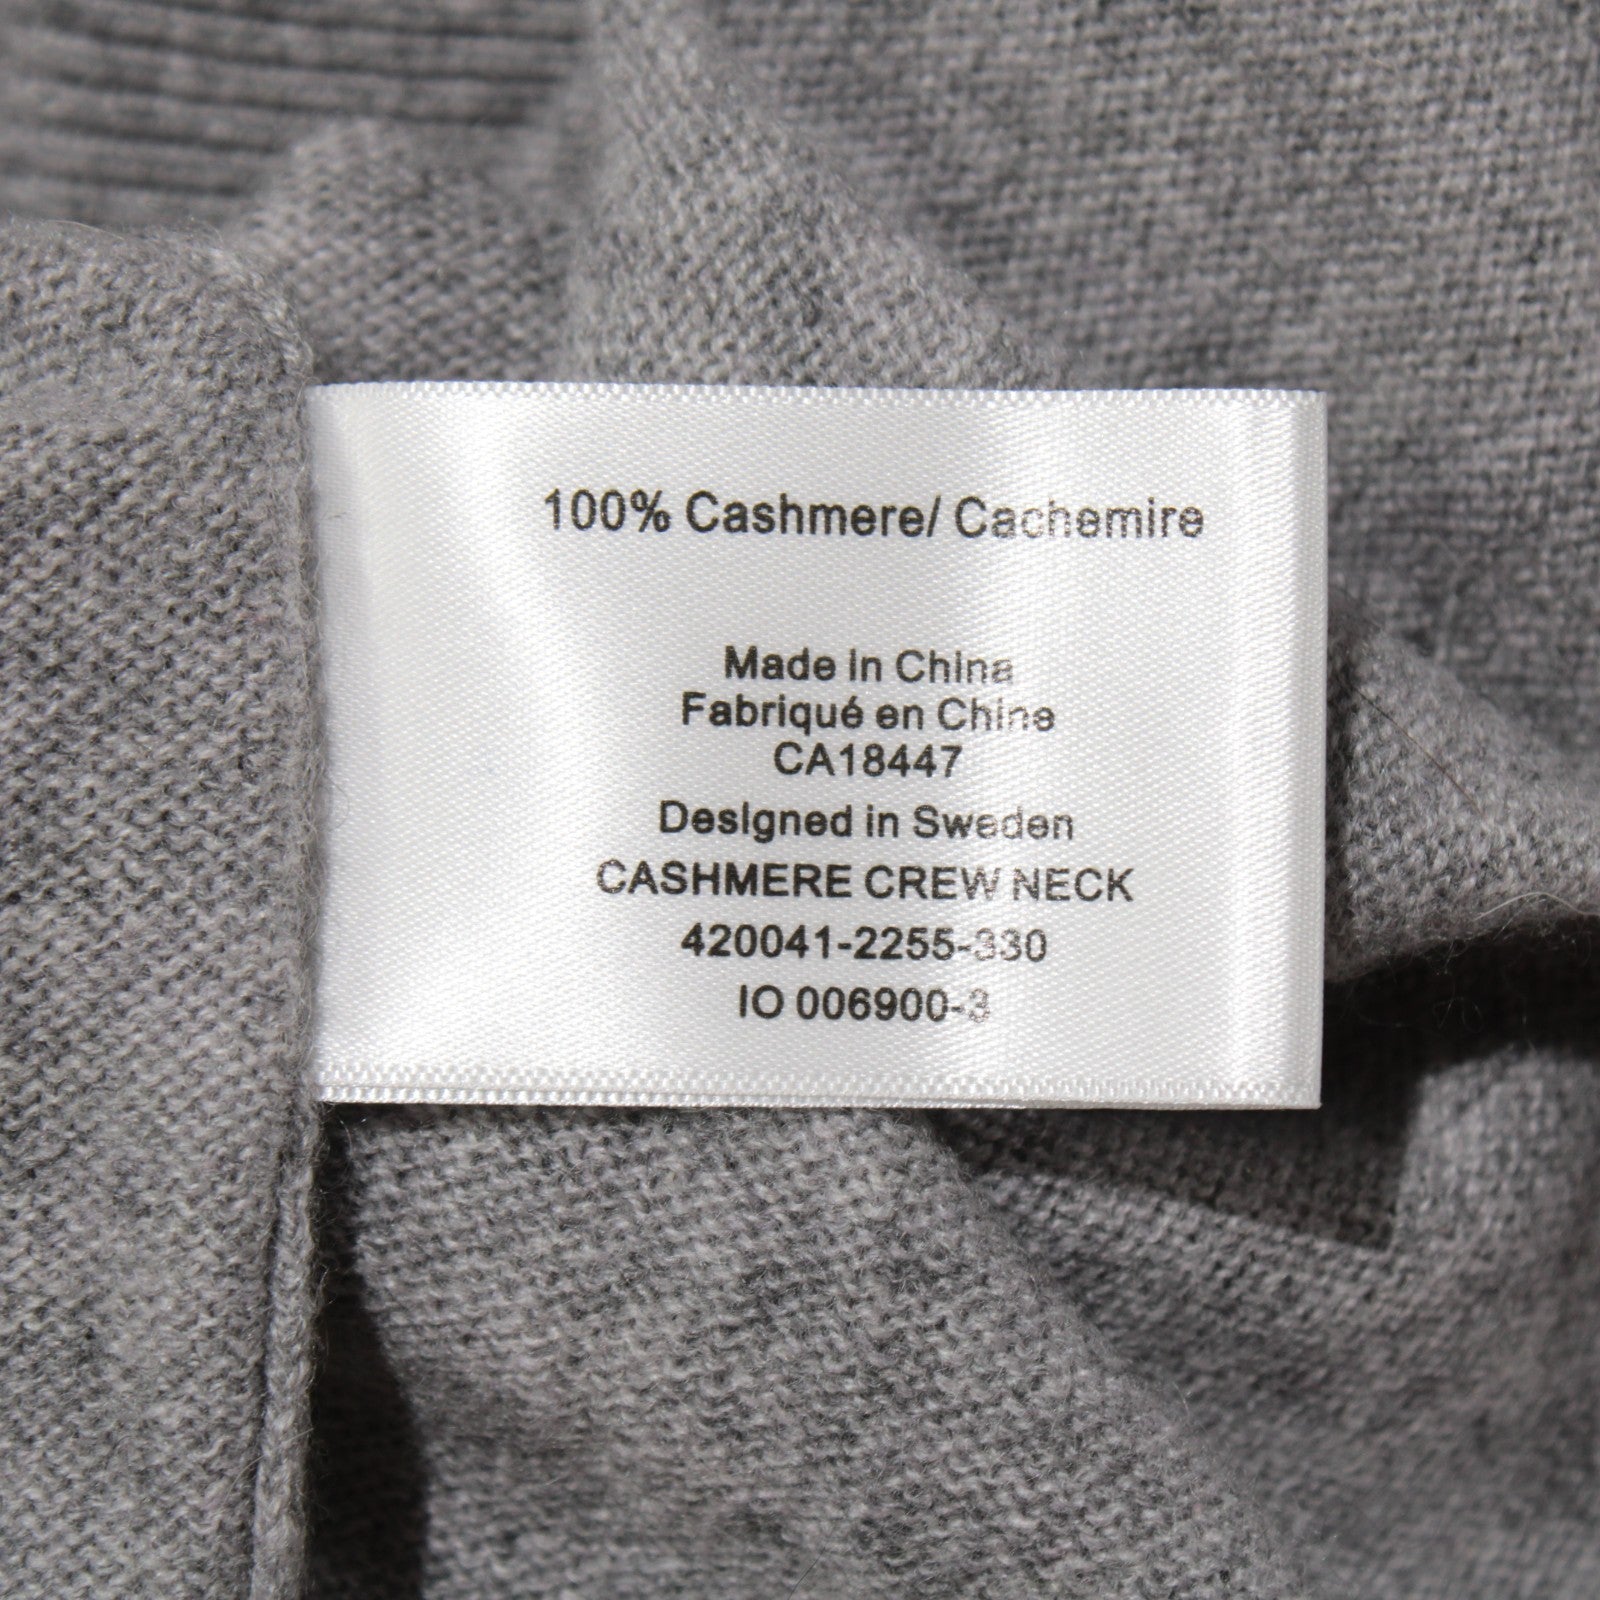 100% Cashmere/ Cachemire
Made in China
Fabriqué en Chine
CA18447
Designed in Sweden
CASHMERE CREW NECK
420041-2255-330
IO 006900-3